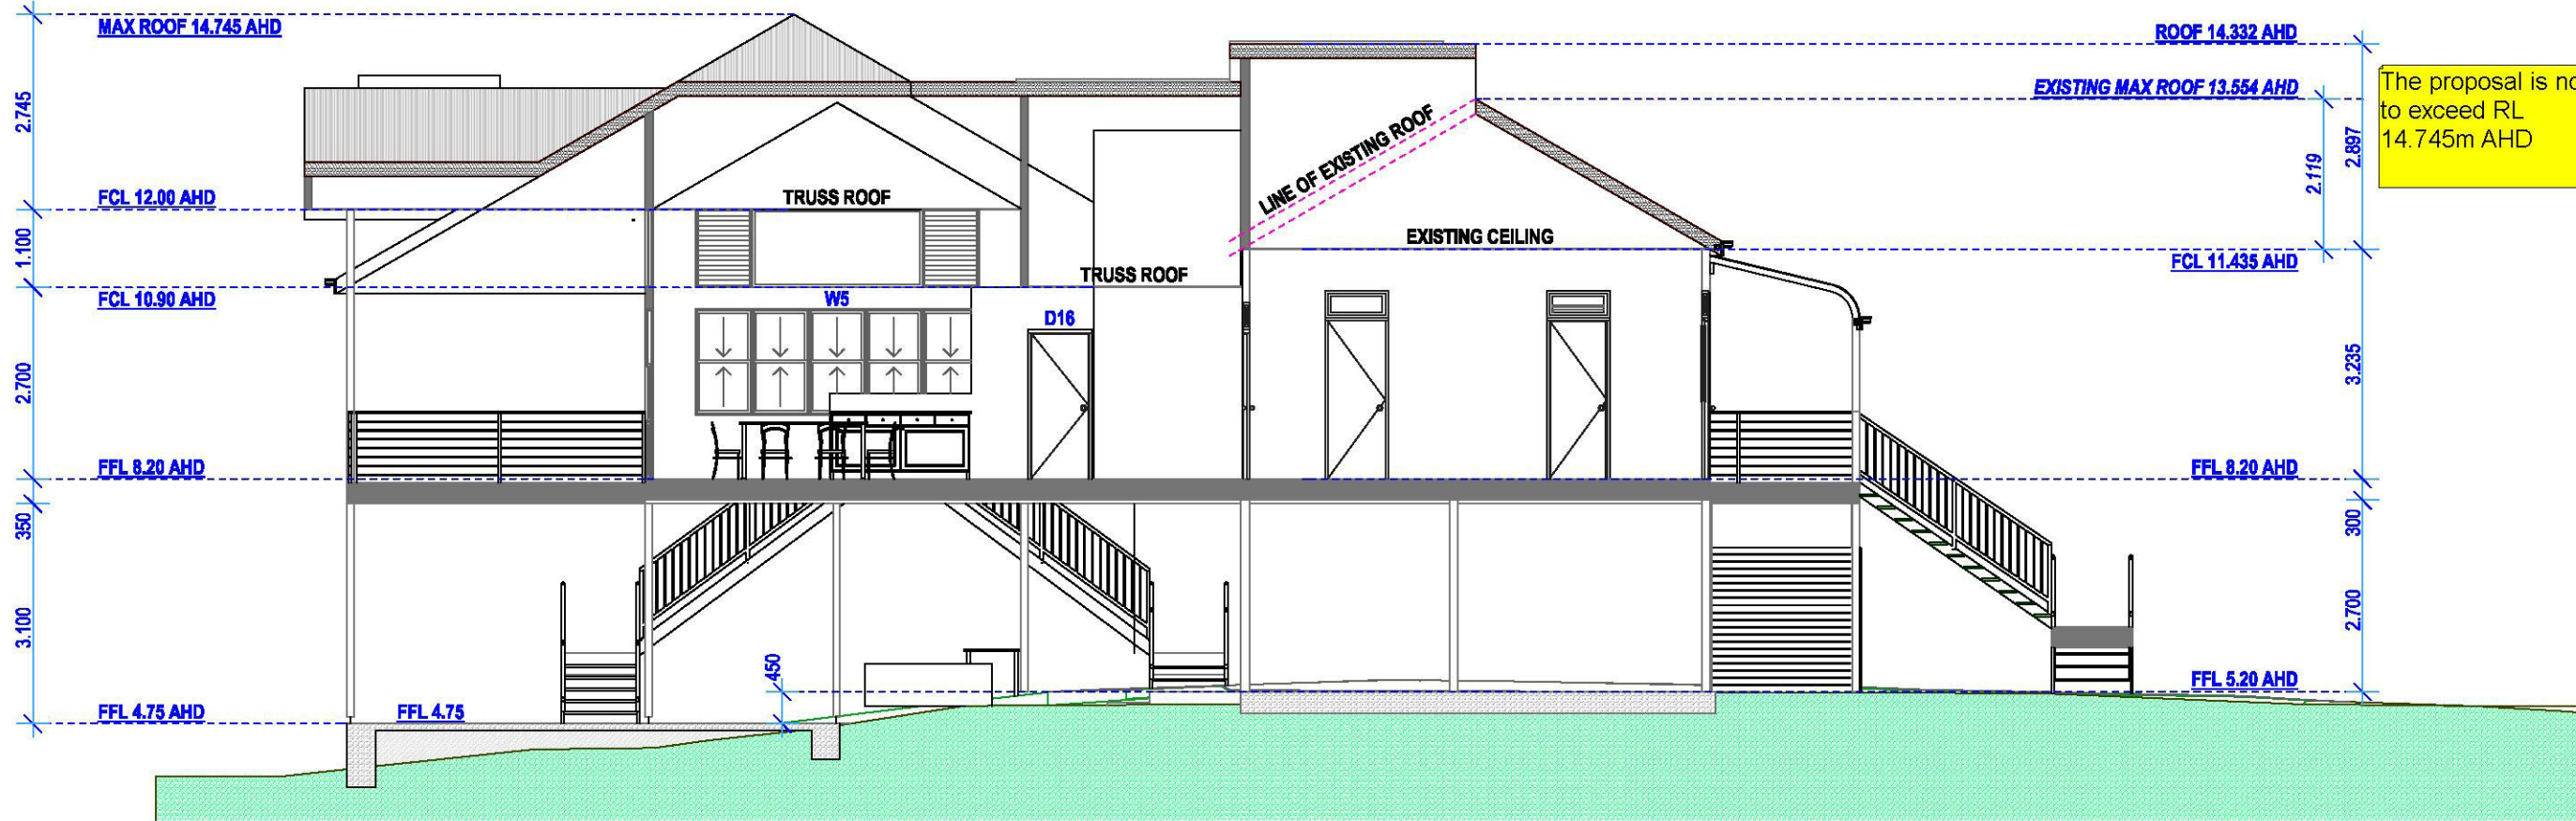 MAX ROOF 14.745 AHD
ROOF 14.332 AHD
EXISTING MAX ROOF 13.554 AHD
The proposal is no
to exceed RL
14.745m AHD
2.745
2.897
2.119
LINE OF EXISTING ROOF
FCL 12.00 AHD
TRUSS ROOF
EXISTING CEILING
1.100
TRUSS ROOF
FCL 11.435 AHD
FCL 10.90 AHD
W5
D16
2.700
3.235
FFL 8.20 AHD
FFL 8.20 AHD
350
300
3.100
2.700
450
FFL 5.20 AHD
FFL 4.75 AHD
FFL 4.75